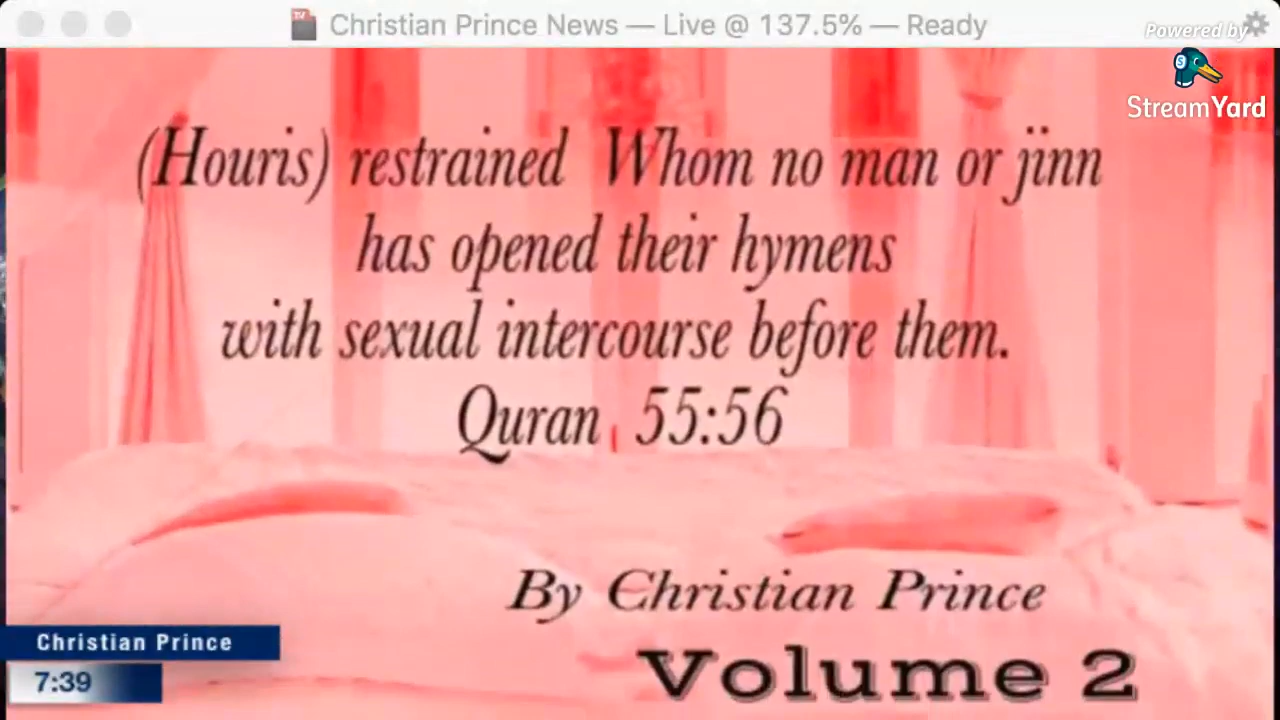 Christian Prince News — Live @ 137.5% — Ready
Powered by
StreamYard
(Houris) restrained Whom no man or jinn
has opened their hymens
with sexual intercourse before them.
Quran 55:56
By Christian Prince
Volume 2
Christian Prince
7:39